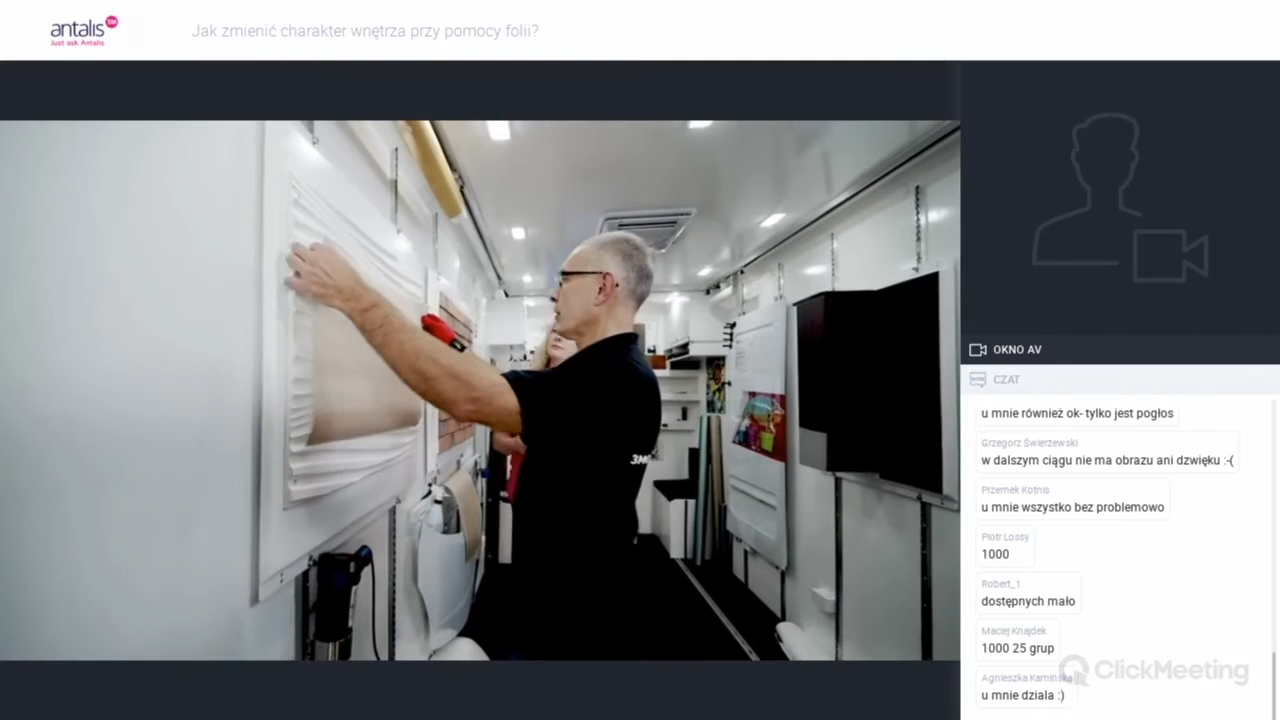 antalis TM
Just ask Antalis
Jak zmienić charakter wnętrza przy pomocy folii?
OKNO AV
CZAT
u mnie również ok- tylko jest pogłos
Grzegorz Świerzewski
w dalszym ciągu nie ma obrazu ani dzwięku :-(
Przemek Kotnis
u mnie wszystko bez problemowo
Piotr Lossy
1000
Robert_1
dostępnych mało
Maciej Knajdek
1000 25 grup
Agnieszka Kamińska
u mnie dziala :)
ClickMeeting